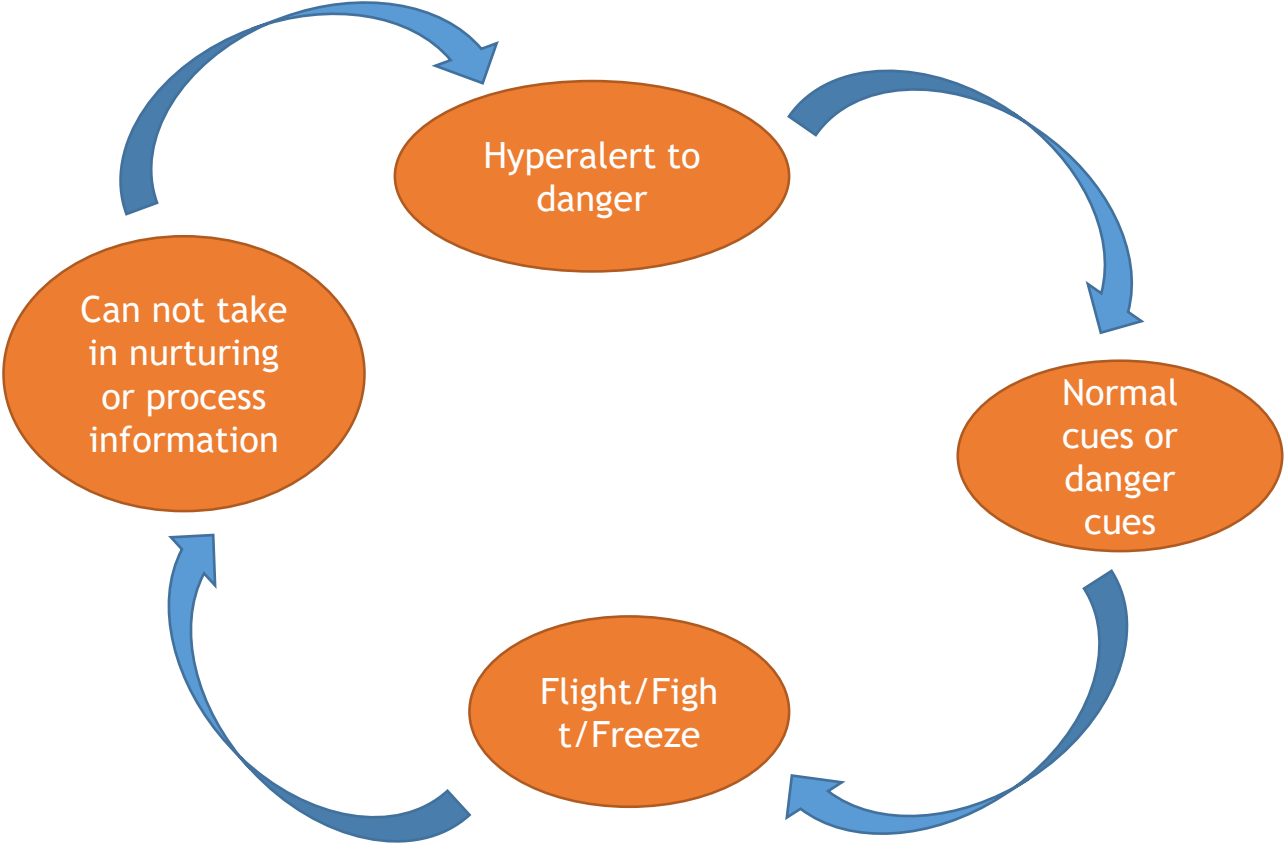 Hyperalert to
danger
Normal
cues or
danger
cues
Flight/Figh
t/Freeze
Can not take
in nurturing
or process
information